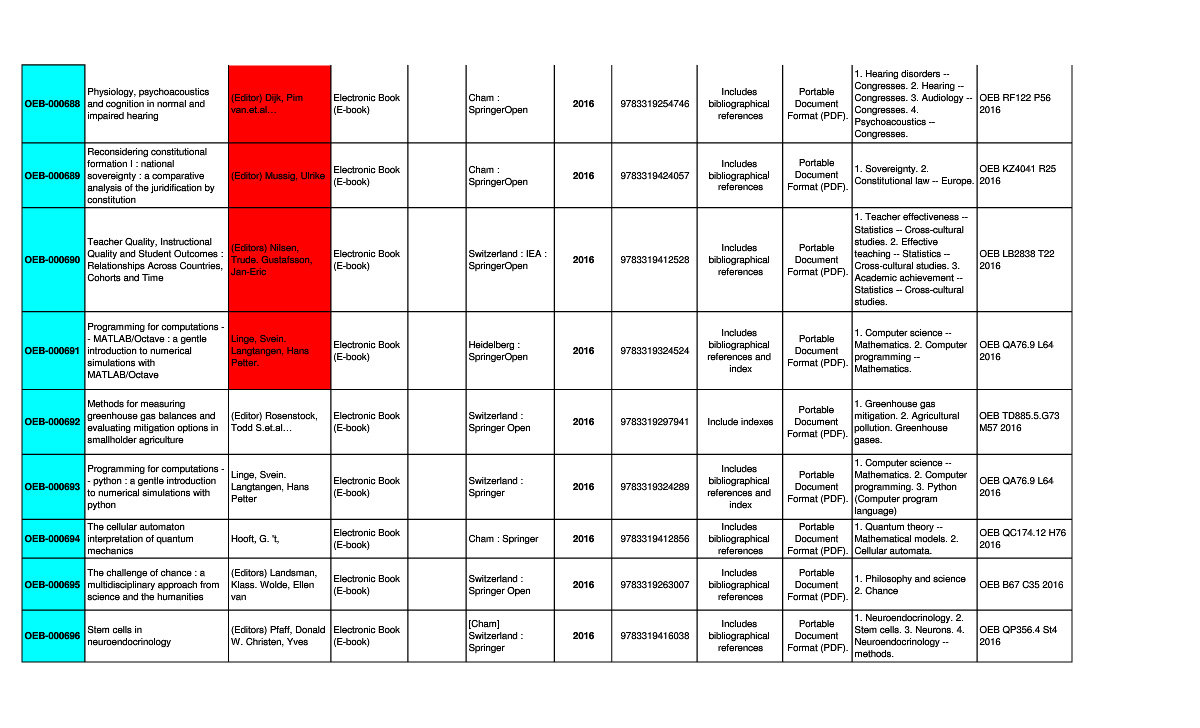 OEB-000688
Physiology, psychoacoustics
and cognition in normal and
impaired hearing
(Editor) Dijk, Pim
van.et.al...
Electronic Book
(E-book)
Cham :
SpringerOpen
2016
9783319254746
Includes
bibliographical
references
Portable
Document
Format (PDF).
1. Hearing disorders --
Congresses. 2. Hearing --
Congresses. 3. Audiology --
Congresses. 4.
Psychoacoustics --
Congresses.
OEB RF122 P56
2016
OEB-000689
Reconsidering constitutional
formation I : national
sovereignty : a comparative
analysis of the juridification by
constitution
(Editor) Mussig, Ulrike
Electronic Book
(E-book)
Cham :
SpringerOpen
2016
9783319424057
Includes
bibliographical
references
Portable
Document
Format (PDF).
1. Sovereignty. 2.
Constitutional law -- Europe.
OEB KZ4041 R25
2016
OEB-000690
Teacher Quality, Instructional
Quality and Student Outcomes :
Relationships Across Countries,
Cohorts and Time
(Editors) Nilsen,
Trude. Gustafsson,
Jan-Eric
Electronic Book
(E-book)
Switzerland : IEA :
SpringerOpen
2016
9783319412528
Includes
bibliographical
references
Portable
Document
Format (PDF).
1. Teacher effectiveness --
Statistics -- Cross-cultural
studies. 2. Effective
teaching -- Statistics --
Cross-cultural studies. 3.
Academic achievement --
Statistics -- Cross-cultural
studies.
OEB LB2838 T22
2016
OEB-000691
Programming for computations -
- MATLAB/Octave : a gentle
introduction to numerical
simulations with
MATLAB/Octave
Linge, Svein.
Langtangen, Hans
Petter.
Electronic Book
(E-book)
Heidelberg :
SpringerOpen
2016
9783319324524
Includes
bibliographical
references and
index
Portable
Document
Format (PDF).
1. Computer science --
Mathematics. 2. Computer
programming --
Mathematics.
OEB QA76.9 L64
2016
OEB-000692
Methods for measuring
greenhouse gas balances and
evaluating mitigation options in
smallholder agriculture
(Editor) Rosenstock,
Todd S.et.al...
Electronic Book
(E-book)
Switzerland :
Springer Open
2016
9783319297941
Include indexes
Portable
Document
Format (PDF).
1. Greenhouse gas
mitigation. 2. Agricultural
pollution. Greenhouse
gases.
OEB TD885.5.G73
M57 2016
OEB-000693
Programming for computations -
- python : a gentle introduction
to numerical simulations with
python
Linge, Svein.
Langtangen, Hans
Petter
Electronic Book
(E-book)
Switzerland :
Springer
2016
9783319324289
Includes
bibliographical
references and
index
Portable
Document
Format (PDF).
1. Computer science --
Mathematics. 2. Computer
programming. 3. Python
(Computer program
language)
OEB QA76.9 L64
2016
OEB-000694
The cellular automaton
interpretation of quantum
mechanics
Hooft, G. 't,
Electronic Book
(E-book)
Cham : Springer
2016
9783319412856
Includes
bibliographical
references
Portable
Document
Format (PDF).
1. Quantum theory --
Mathematical models. 2.
Cellular automata.
OEB QC174.12 H76
2016
OEB-000695
The challenge of chance : a
multidisciplinary approach from
science and the humanities
(Editors) Landsman,
Klass. Wolde, Ellen
van
Electronic Book
(E-book)
Switzerland :
Springer Open
2016
9783319263007
Includes
bibliographical
references
Portable
Document
Format (PDF).
1. Philosophy and science
2. Chance
OEB B67 C35 2016
OEB-000696
Stem cells in
neuroendocrinology
(Editors) Pfaff, Donald
W. Christen, Yves
Electronic Book
(E-book)
[Cham]
Switzerland :
Springer
2016
9783319416038
Includes
bibliographical
references
Portable
Document
Format (PDF).
1. Neuroendocrinology. 2.
Stem cells. 3. Neurons. 4.
Neuroendocrinology --
methods.
OEB QP356.4 St4
2016